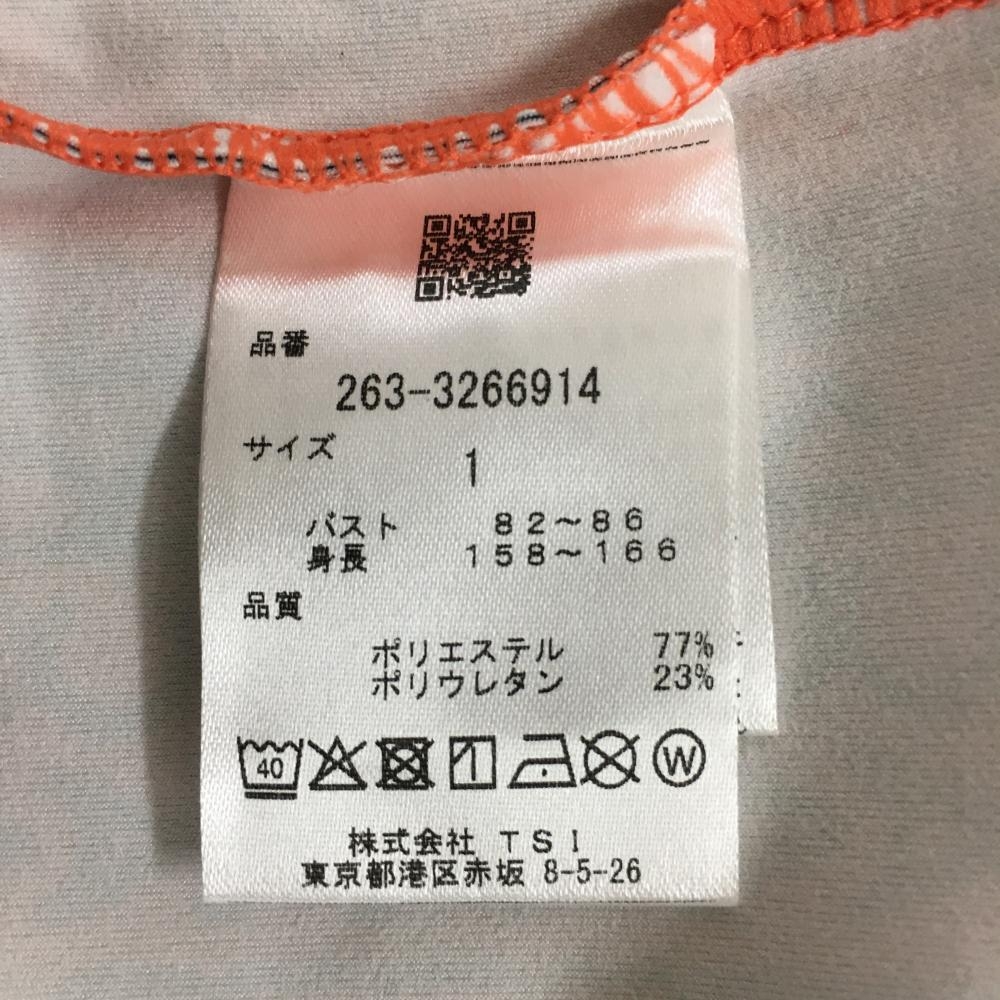 品番
263-3266914
サイズ
1
バスト 82～86
身長 158～166
品質
ポリエステル 77%
ポリウレタン 23%
40 W
株式会社 TSI
東京都港区赤坂 8-5-26